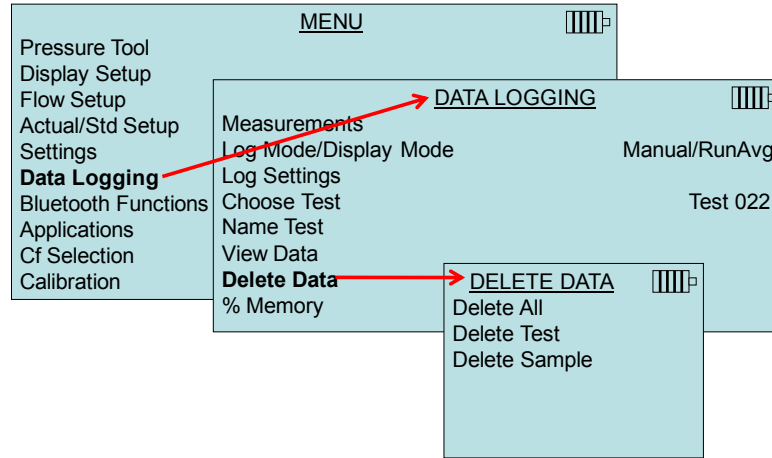 MENU
Pressure Tool
Display Setup
Flow Setup
Actual/Std Setup
Settings
Data Logging
Bluetooth Functions
Applications
Cf Selection
Calibration
DATA LOGGING
Measurements
Log Mode/Display Mode Manual/RunAvg
Log Settings
Choose Test Test 022
Name Test
View Data
Delete Data
% Memory
DELETE DATA
Delete All
Delete Test
Delete Sample